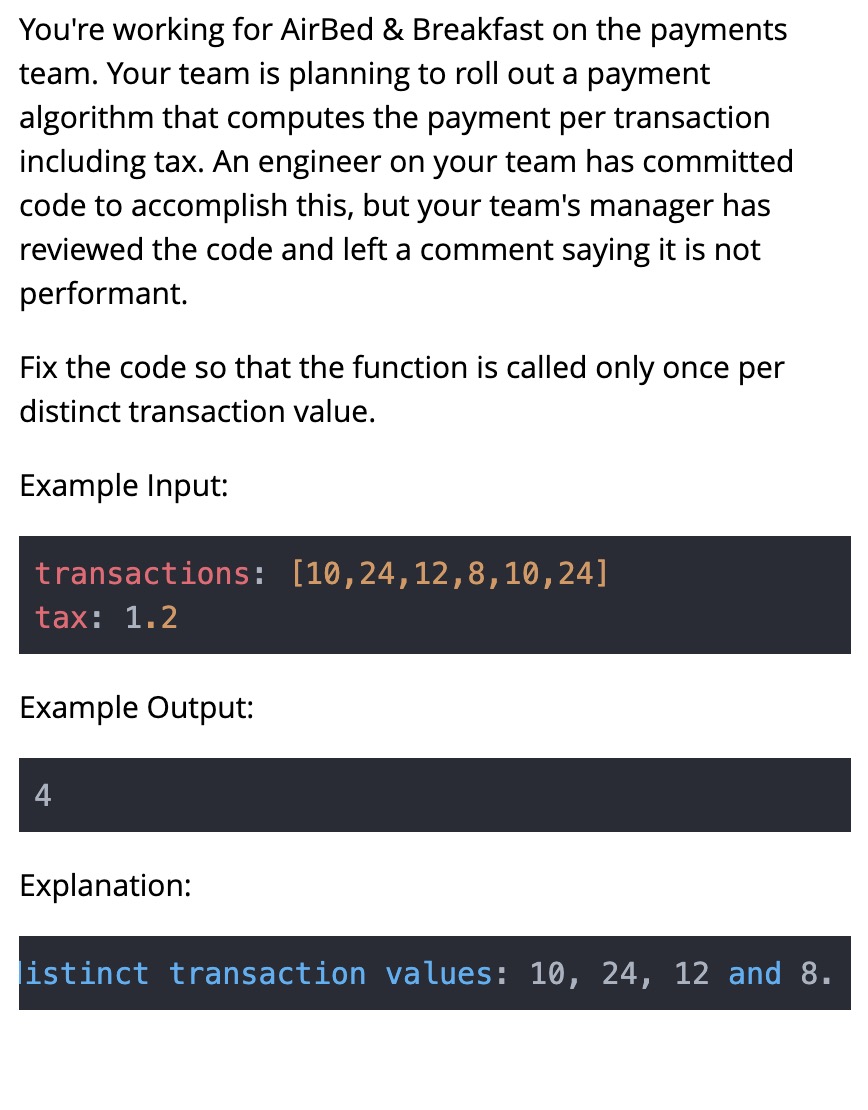 You're working for AirBed & Breakfast on the payments
team. Your team is planning to roll out a payment
algorithm that computes the payment per transaction
including tax. An engineer on your team has committed
code to accomplish this, but your team's manager has
reviewed the code and left a comment saying it is not
performant.
Fix the code so that the function is called only once per
distinct transaction value.
Example Input:
transactions: [10,24,12,8,10,24]
tax: 1.2
Example Output:
4
Explanation:
transaction values: 10, 24, 12 and 8.